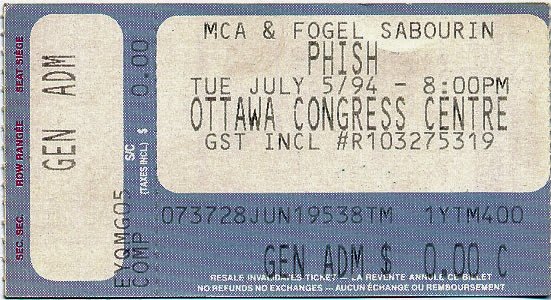 SEAT SIÈGE
ROW RANGÉE
SEC. SEC.
GEN ADM
0.00
S/C
(TAXES INCL.) $
EYQMG05
COMP
MCA & FOGEL SABOURIN
PHISH
TUE JULY 5/94 - 8:00PM
OTTAWA CONGRESS CENTRE
GST INCL #R103275319
073728JUN19538TM 1YTM400
GEN ADM $ 0.00 C
RESALE INVALIDATES TICKET — LA REVENTE ANNULE CE BILLET
NO REFUNDS NO EXCHANGES — AUCUN ÉCHANGE OU REMBOURSEMENT